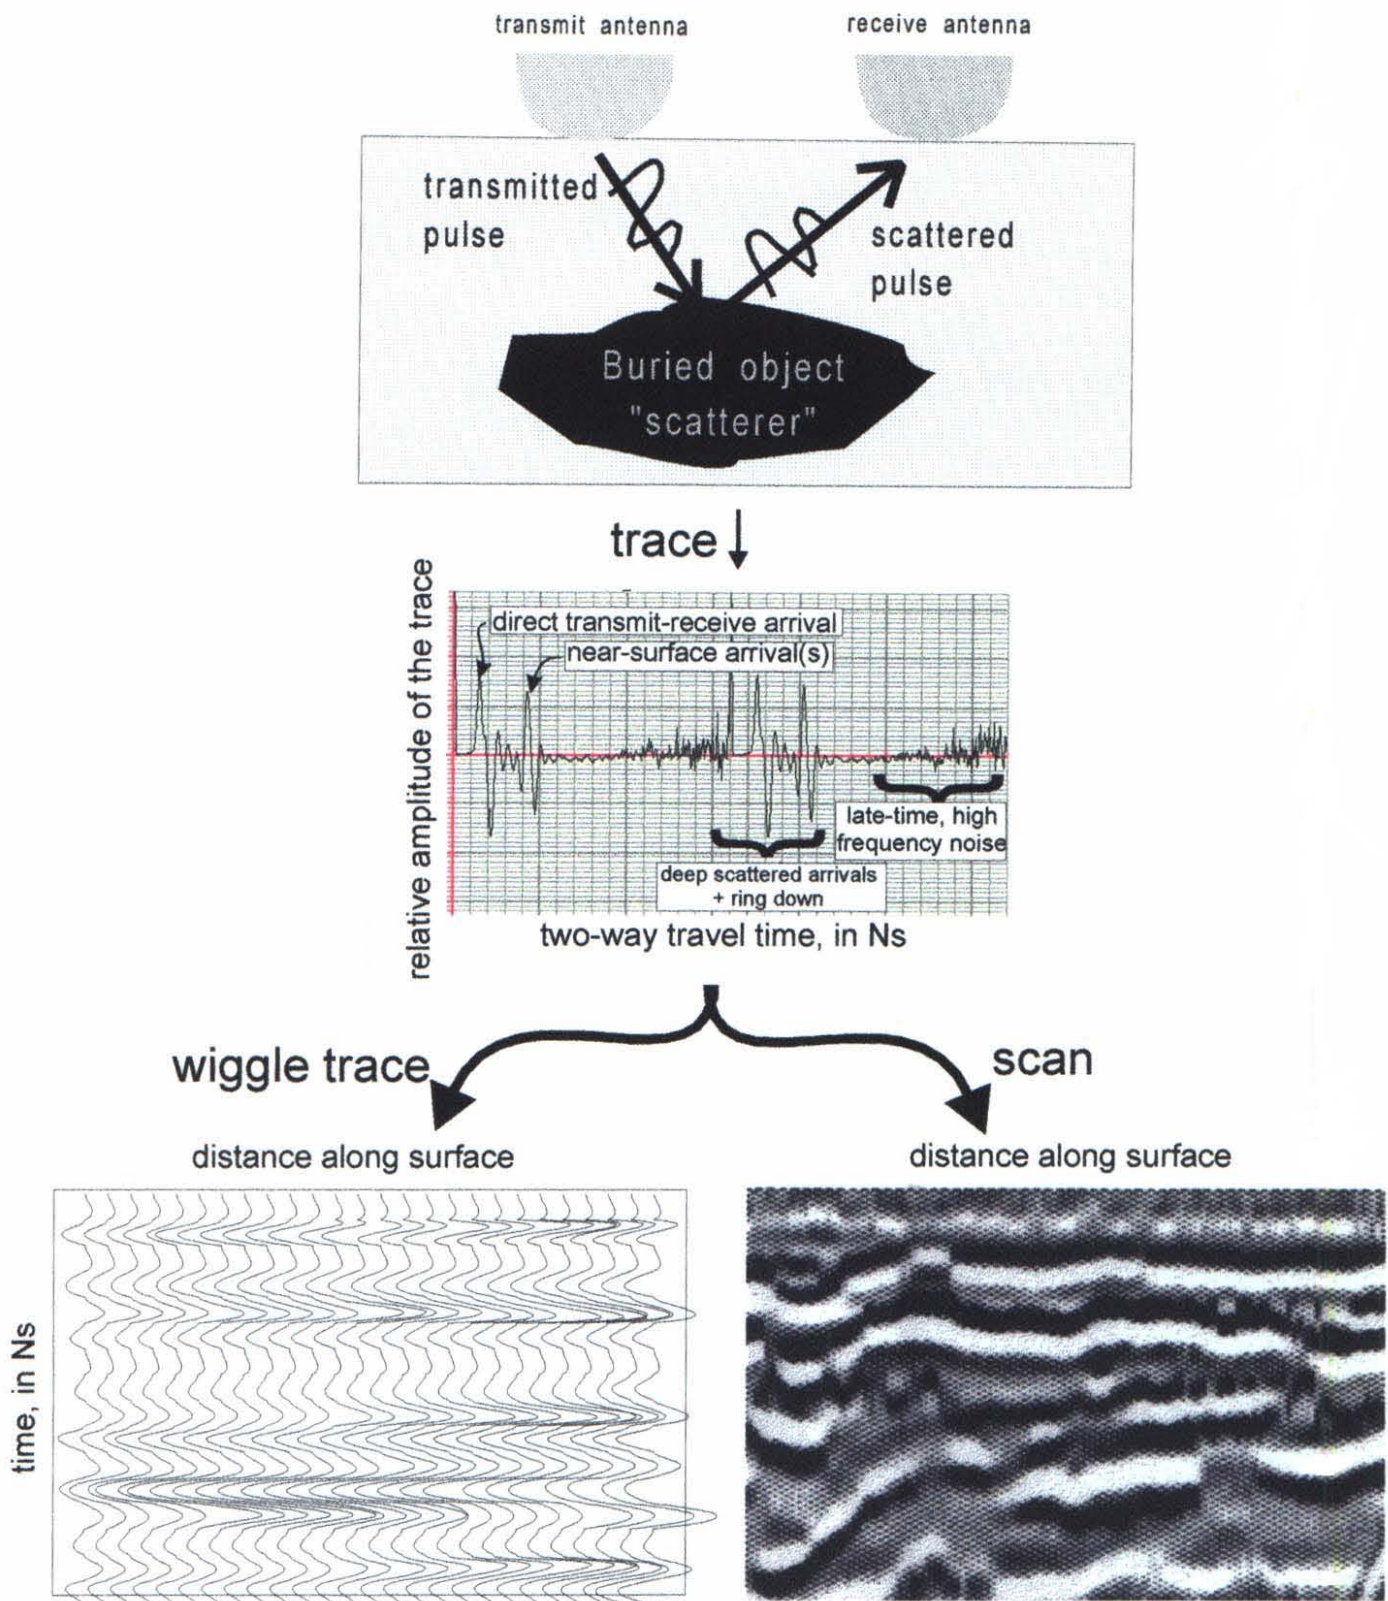 transmit antenna
receive antenna
transmitted
pulse
scattered
pulse
Buried object
"scatterer"
trace
relative amplitude of the trace
direct transmit-receive arrival
near-surface arrival(s)
late-time, high
frequency noise
deep scattered arrivals
+ ring down
two-way travel time, in Ns
wiggle trace
scan
distance along surface
distance along surface
time, in Ns